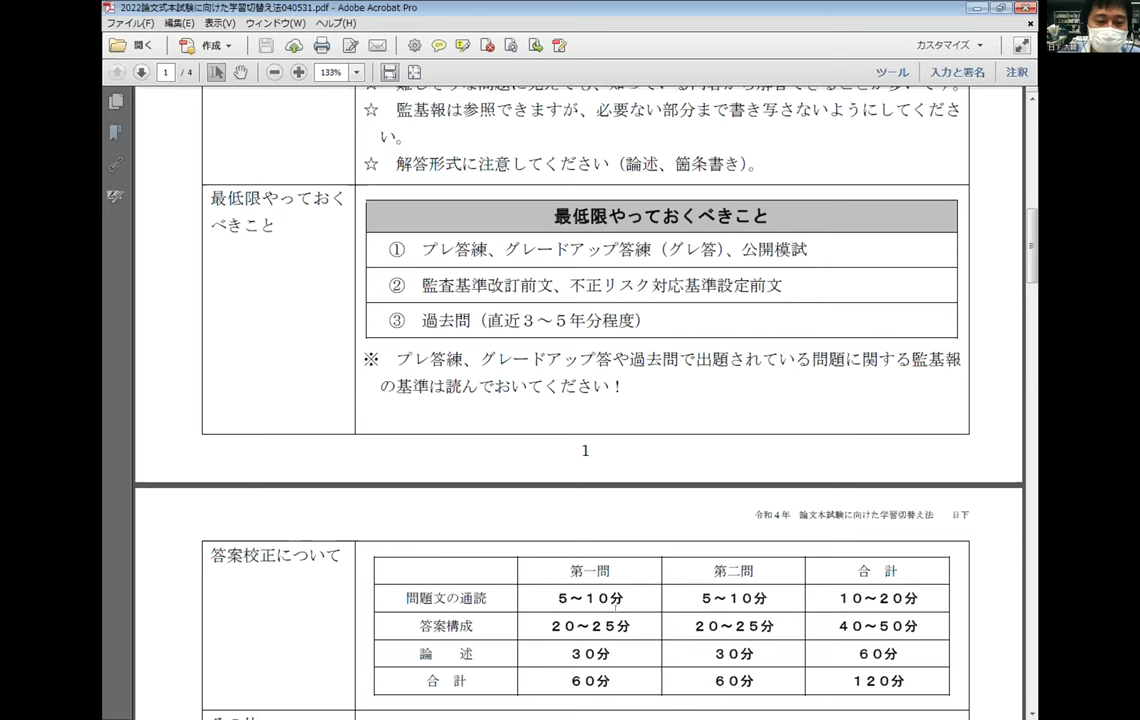 2022論文式本試験に向けた学習切替え法040531.pdf - Adobe Acrobat Pro
ファイル(F) 編集(E) 表示(V) ウィンドウ(W) ヘルプ(H)
開く 作成 カスタマイズ
1 / 4 133% ツール 入力と署名 注釈
日下 大輔
☆ 監基報は参照できますが、必要ない部分まで書き写さないようにしてくださ
い。
☆ 解答形式に注意してください（論述、箇条書き）。
最低限やっておく
べきこと
最低限やっておくべきこと
① プレ答練、グレードアップ答練（グレ答）、公開模試
② 監査基準改訂前文、不正リスク対応基準設定前文
③ 過去問（直近３～５年分程度）
※ プレ答練、グレードアップ答や過去問で出題されている問題に関する監基報
の基準は読んでおいてください！
1
令和４年 論文本試験に向けた学習切替え法 日下
答案校正について
第一問 第二問 合 計
問題文の通読 ５～１０分 ５～１０分 １０～２０分
答案構成 ２０～２５分 ２０～２５分 ４０～５０分
論 述 ３０分 ３０分 ６０分
合 計 ６０分 ６０分 １２０分